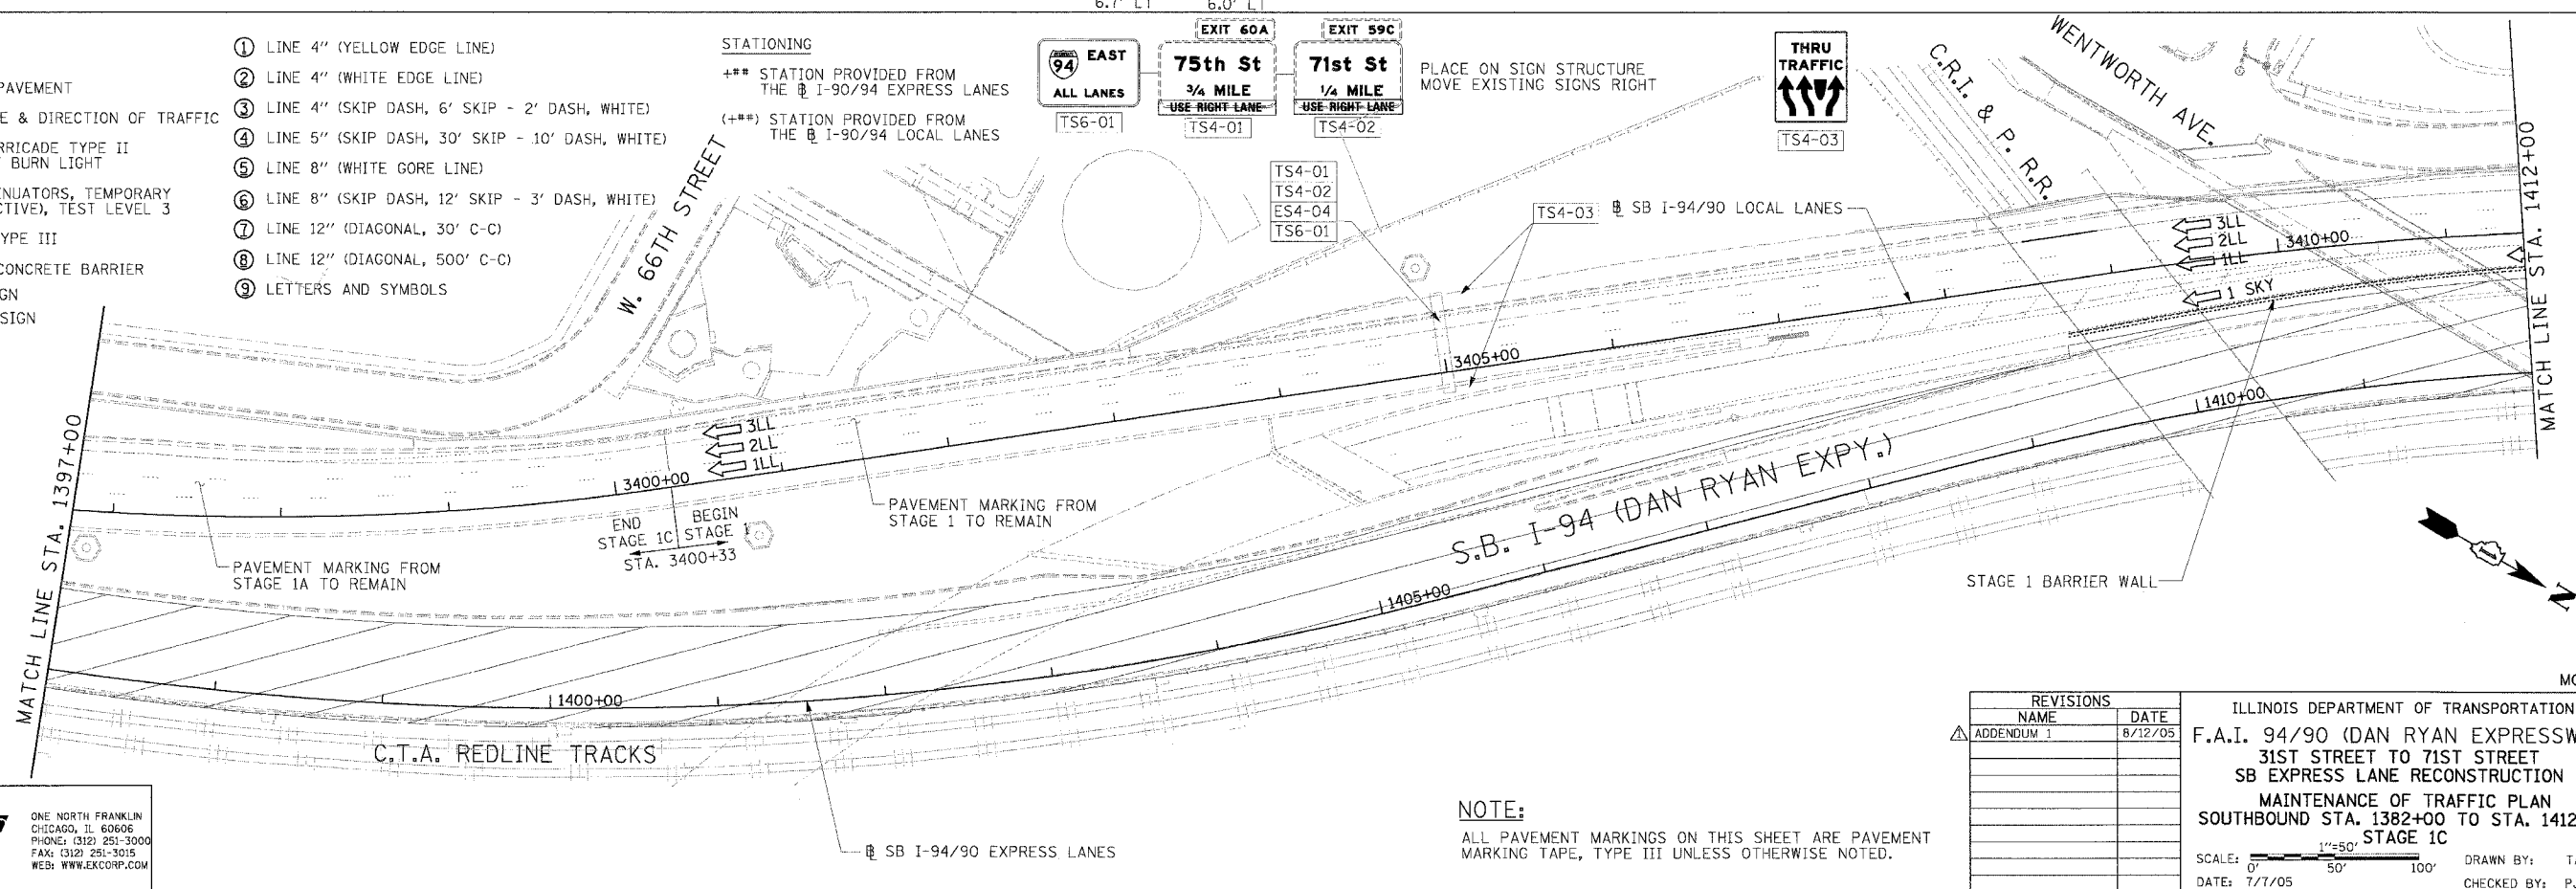 6.7' LT 6.0' LT
PAVEMENT
E & DIRECTION OF TRAFFIC
RRICADE TYPE II
BURN LIGHT
NUATORS, TEMPORARY
CTIVE), TEST LEVEL 3
YPE III
CONCRETE BARRIER
GN
SIGN
① LINE 4" (YELLOW EDGE LINE)
② LINE 4" (WHITE EDGE LINE)
③ LINE 4" (SKIP DASH, 6' SKIP - 2' DASH, WHITE)
④ LINE 5" (SKIP DASH, 30' SKIP - 10' DASH, WHITE)
⑤ LINE 8" (WHITE GORE LINE)
⑥ LINE 8" (SKIP DASH, 12' SKIP - 3' DASH, WHITE)
⑦ LINE 12" (DIAGONAL, 30' C-C)
⑧ LINE 12" (DIAGONAL, 500' C-C)
⑨ LETTERS AND SYMBOLS
STATIONING
+** STATION PROVIDED FROM
THE ℄ I-90/94 EXPRESS LANES
(+**) STATION PROVIDED FROM
THE ℄ I-90/94 LOCAL LANES
94 EAST
ALL LANES
TS6-01
EXIT 60A
75th St
3/4 MILE
USE RIGHT LANE
TS4-01
EXIT 59C
71st St
1/4 MILE
USE RIGHT LANE
TS4-02
PLACE ON SIGN STRUCTURE
MOVE EXISTING SIGNS RIGHT
THRU
TRAFFIC
TS4-03
C.R.I. & P. R.R.
WENTWORTH AVE.
MATCH LINE STA. 1412+00
W. 66TH STREET
TS4-01
TS4-02
ES4-04
TS6-01
TS4-03
℄ SB I-94/90 LOCAL LANES
3LL
2LL
1LL
3410+00
1 SKY
3405+00
1410+00
3LL
2LL
1LL
3400+00
MATCH LINE STA. 1397+00
END
STAGE 1C
BEGIN
STAGE 1
STA. 3400+33
PAVEMENT MARKING FROM
STAGE 1 TO REMAIN
PAVEMENT MARKING FROM
STAGE 1A TO REMAIN
S.B. I-94 (DAN RYAN EXPY.)
STAGE 1 BARRIER WALL
N
1405+00
1400+00
C.T.A. REDLINE TRACKS
℄ SB I-94/90 EXPRESS LANES
NOTE:
ALL PAVEMENT MARKINGS ON THIS SHEET ARE PAVEMENT
MARKING TAPE, TYPE III UNLESS OTHERWISE NOTED.
ONE NORTH FRANKLIN
CHICAGO, IL 60606
PHONE: (312) 251-3000
FAX: (312) 251-3015
WEB: WWW.EKCORP.COM
MO
REVISIONS
NAME DATE
1 ADDENDUM 1 8/12/05
ILLINOIS DEPARTMENT OF TRANSPORTATION
F.A.I. 94/90 (DAN RYAN EXPRESSW
31ST STREET TO 71ST STREET
SB EXPRESS LANE RECONSTRUCTION
MAINTENANCE OF TRAFFIC PLAN
SOUTHBOUND STA. 1382+00 TO STA. 1412
STAGE 1C
1"=50'
SCALE: 0' 50' 100'
DATE: 7/7/05
DRAWN BY: T
CHECKED BY: P